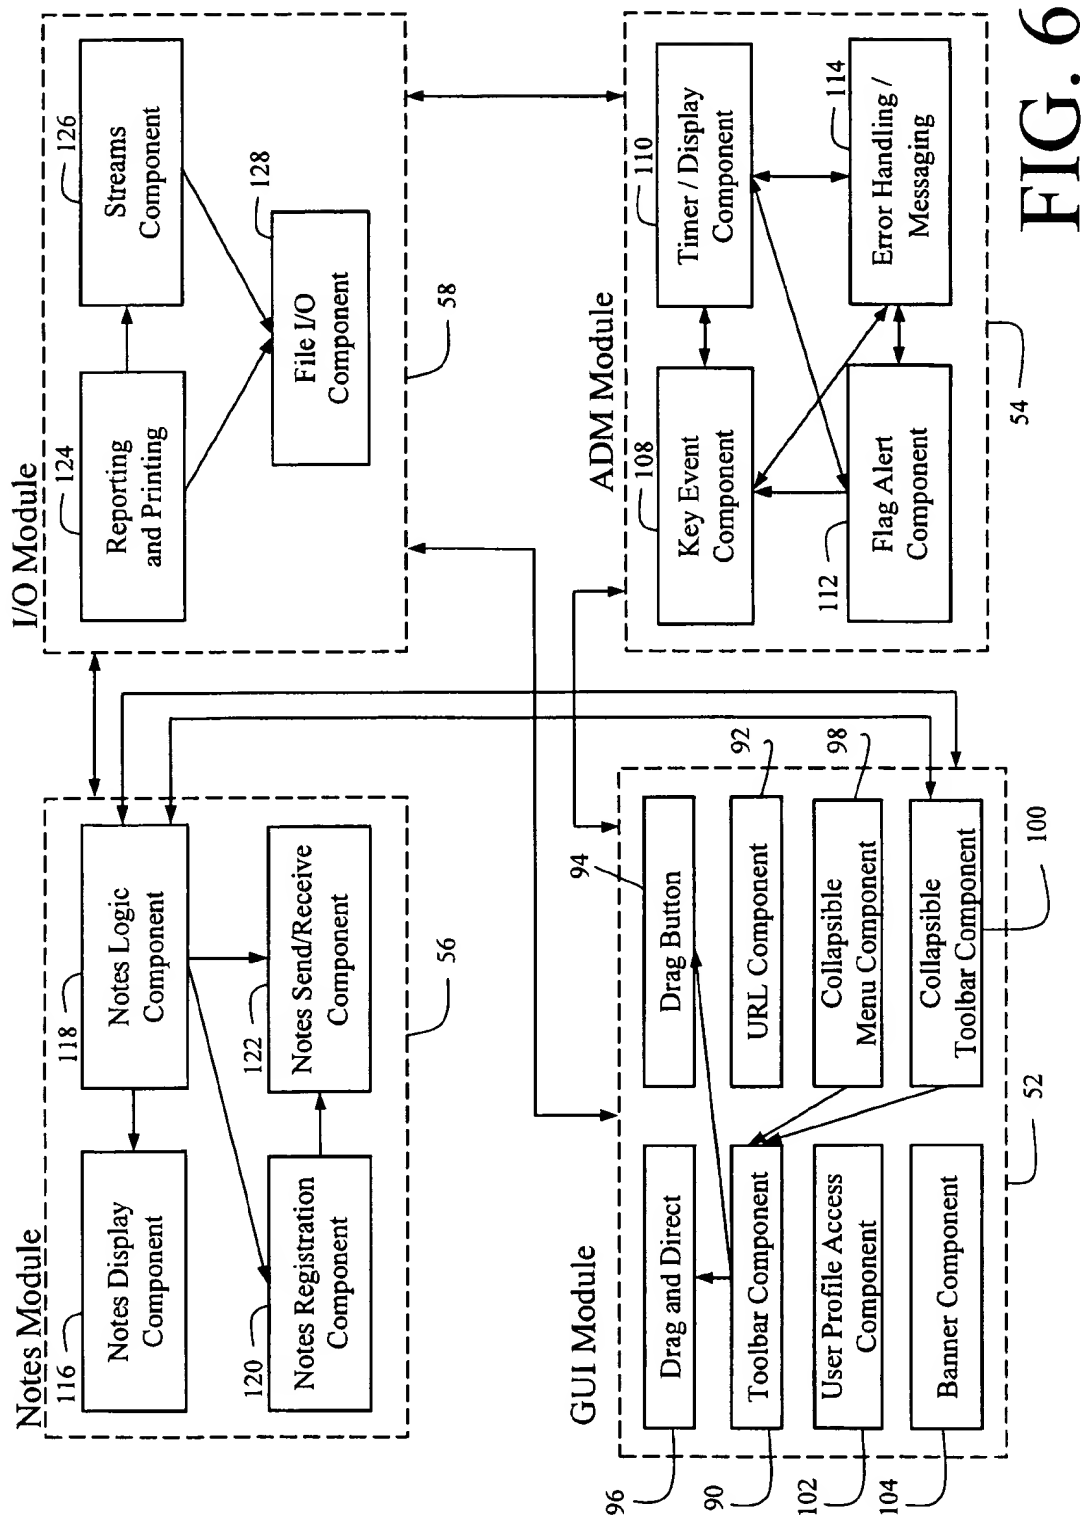 Notes Module
116
Notes Display
Component
118
Notes Logic
Component
120
Notes Registration
Component
122
Notes Send/Receive
Component
56
I/O Module
124
Reporting
and Printing
126
Streams
Component
128
File I/O
Component
58
GUI Module
96
Drag and Direct
94
Drag Button
90
Toolbar Component
92
URL Component
102
User Profile Access
Component
98
Collapsible
Menu Component
104
Banner Component
100
Collapsible
Toolbar Component
52
ADM Module
108
Key Event
Component
110
Timer / Display
Component
112
Flag Alert
Component
114
Error Handling /
Messaging
54
FIG. 6